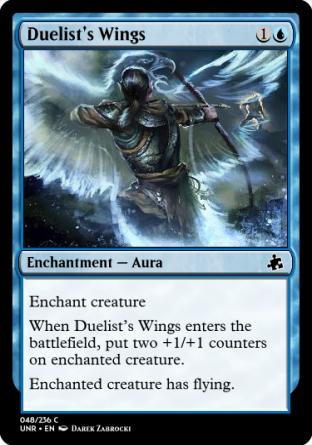 Duelist's Wings 1
Enchantment — Aura
Enchant creature
When Duelist's Wings enters the
battlefield, put two +1/+1 counters
on enchanted creature.
Enchanted creature has flying.
048/236 C
UNR • EN Darek Zabrocki